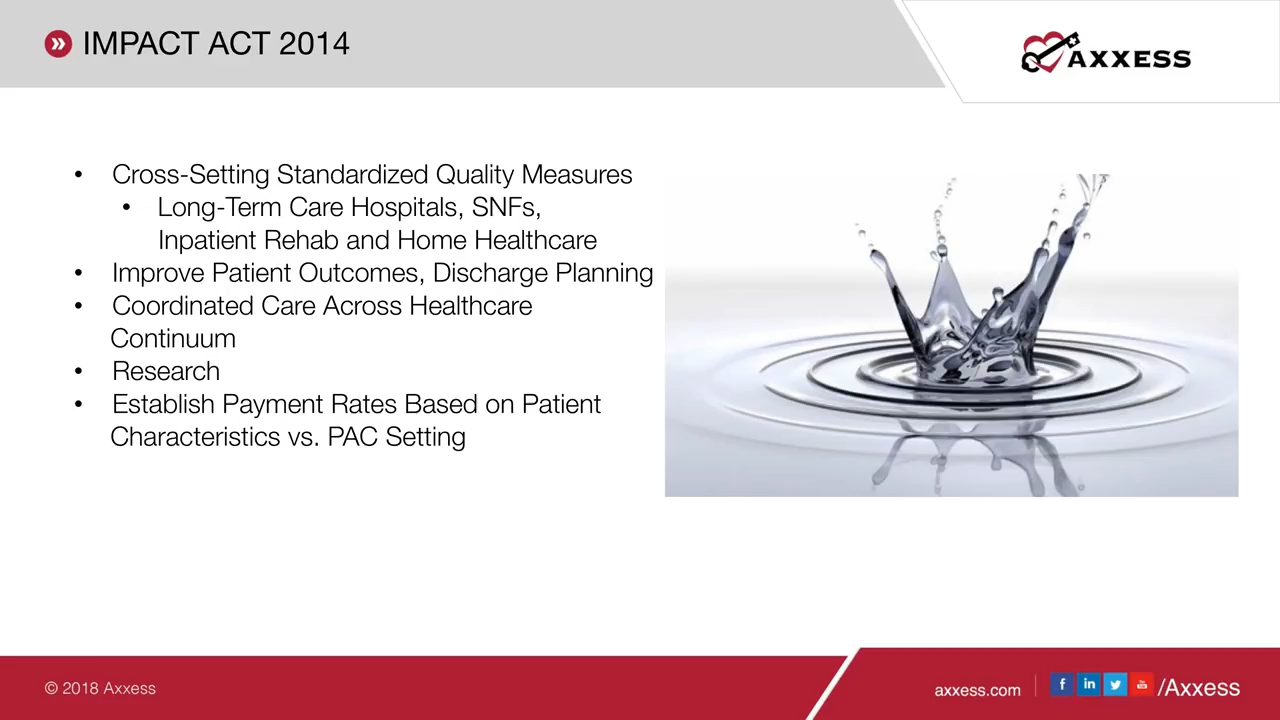 IMPACT ACT 2014
AXXESS
• Cross-Setting Standardized Quality Measures
• Long-Term Care Hospitals, SNFs,
Inpatient Rehab and Home Healthcare
• Improve Patient Outcomes, Discharge Planning
• Coordinated Care Across Healthcare
Continuum
• Research
• Establish Payment Rates Based on Patient
Characteristics vs. PAC Setting
© 2018 Axxess
axxess.com
/Axxess